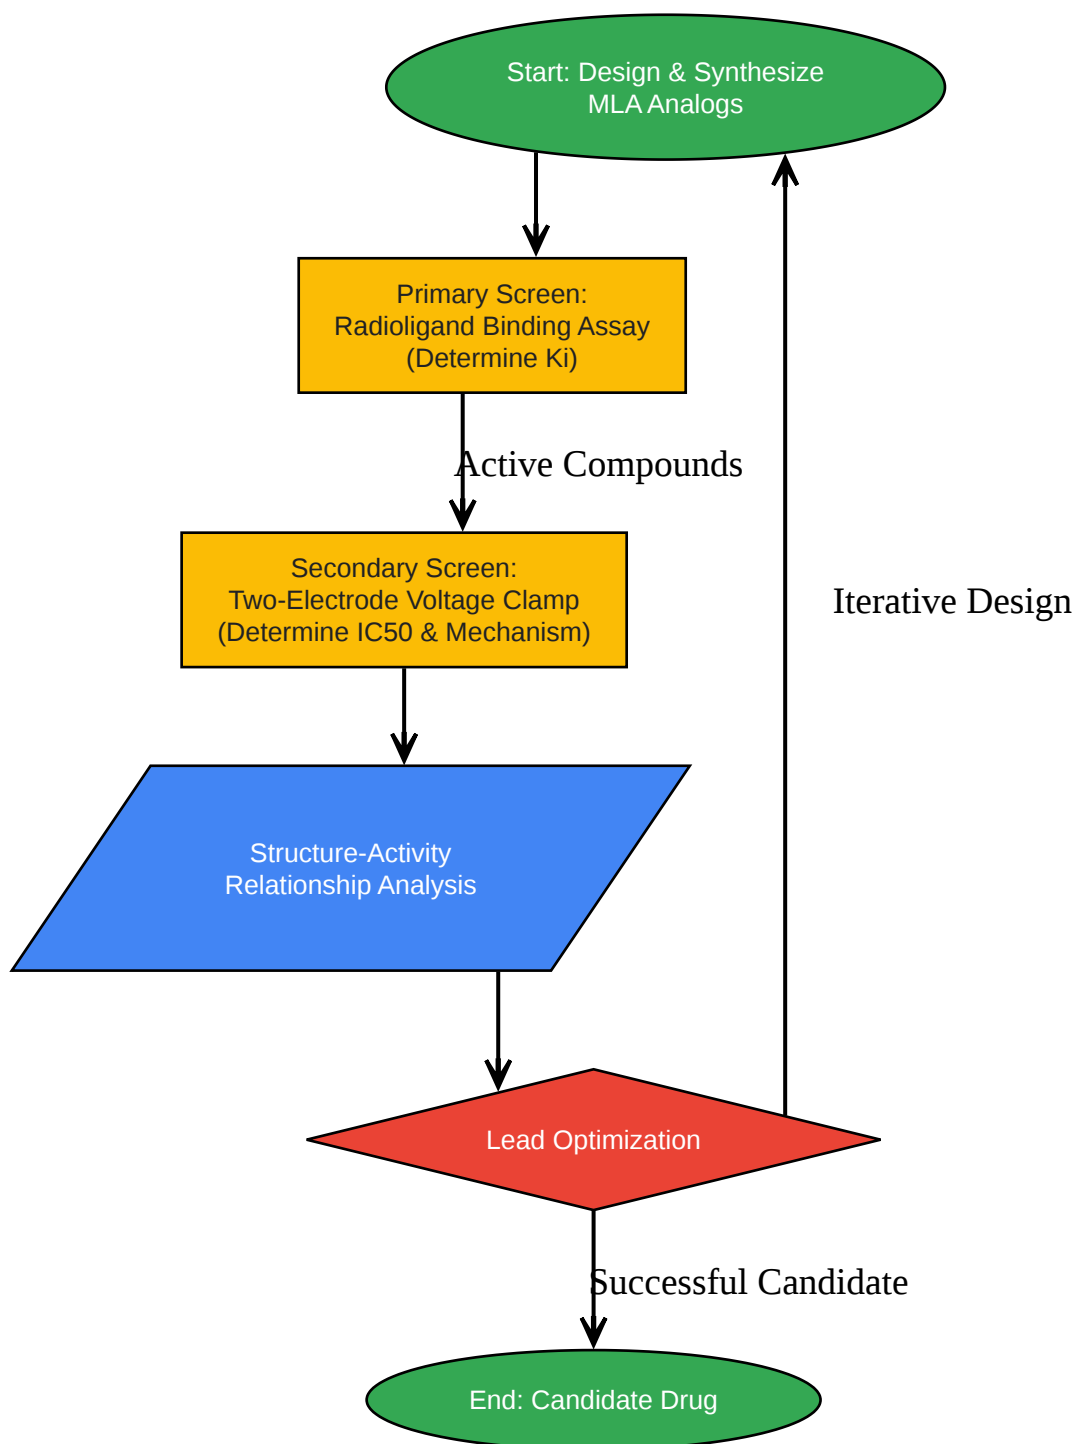 Start: Design & Synthesize
MLA Analogs
Primary Screen:
Radioligand Binding Assay
(Determine Ki)
Active Compounds
Secondary Screen:
Two-Electrode Voltage Clamp
(Determine IC50 & Mechanism)
Iterative Design
Structure-Activity
Relationship Analysis
Lead Optimization
Successful Candidate
End: Candidate Drug